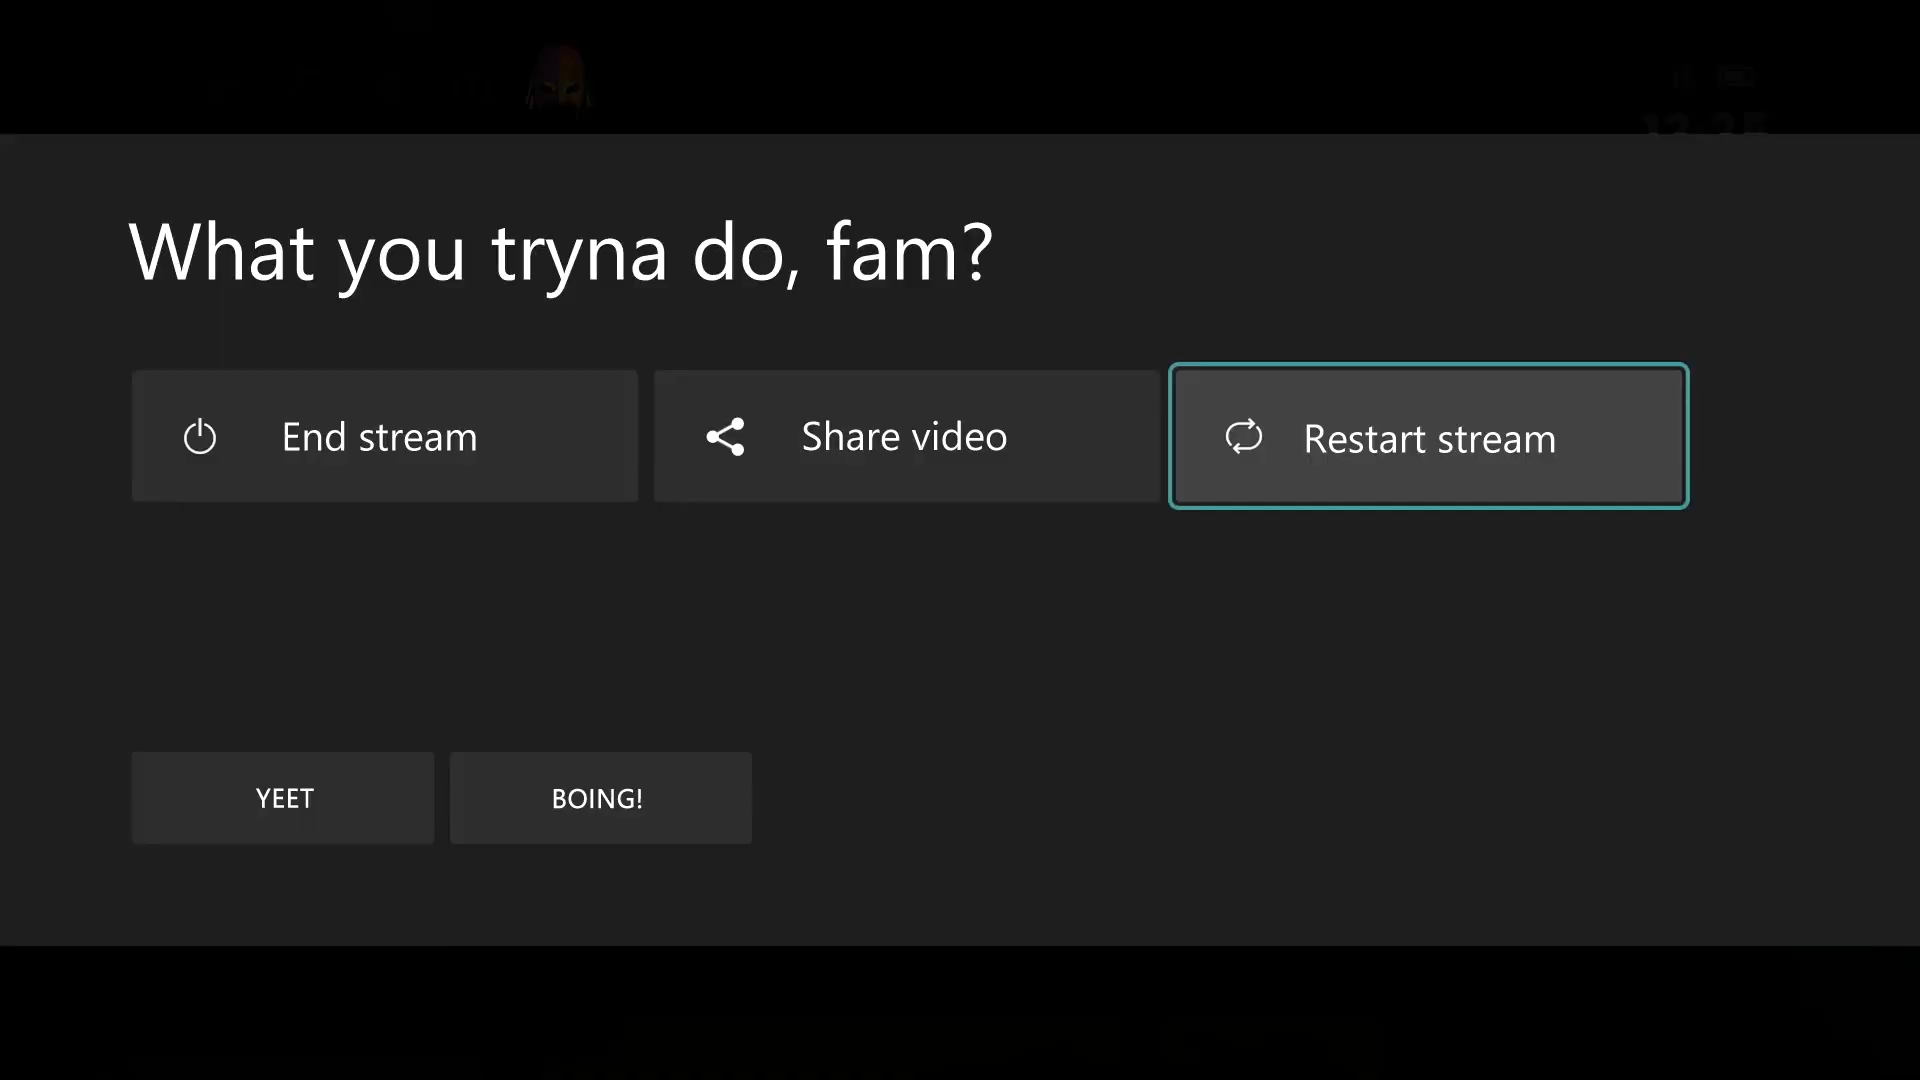 What you tryna do, fam?
End stream
Share video
Restart stream
YEET
BOING!